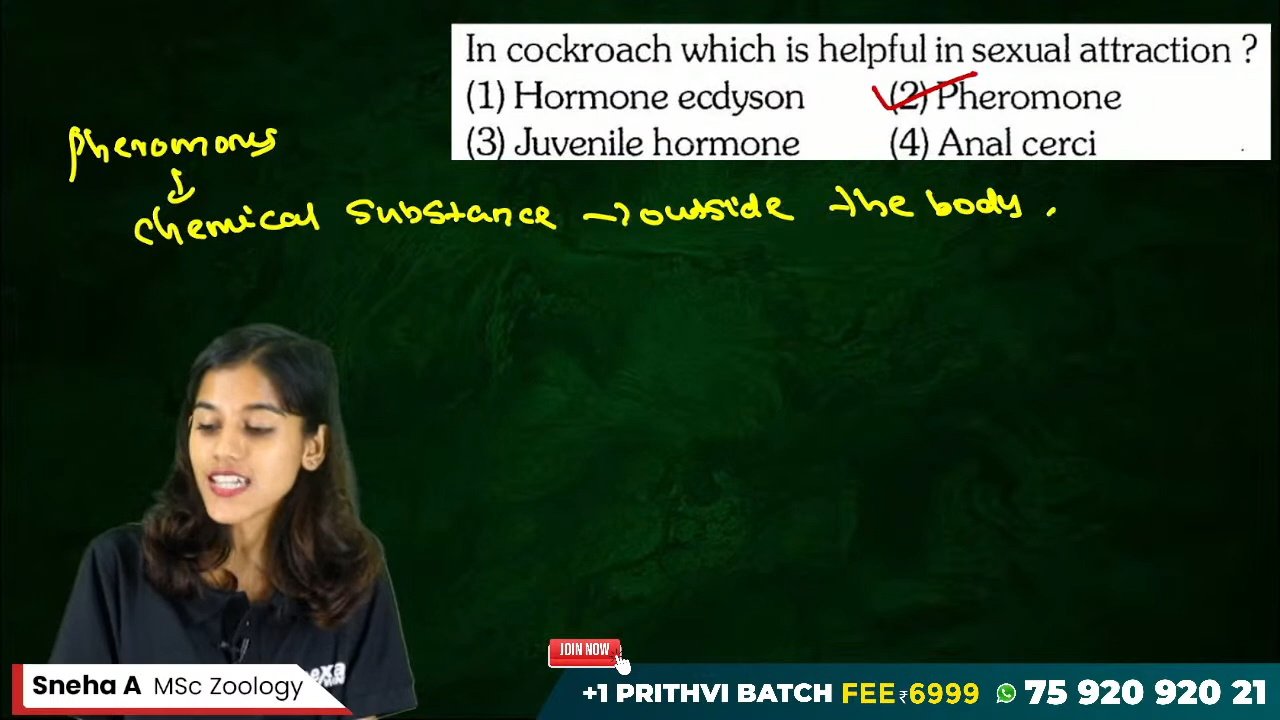 In cockroach which is helpful in sexual attraction ?
(1) Hormone ecdyson (2) Pheromone
(3) Juvenile hormone (4) Anal cerci
Pheromones
chemical substance → outside the body .
exa
JOIN NOW
Sneha A MSc Zoology
+1 PRITHVI BATCH FEE ₹6999 75 920 920 21